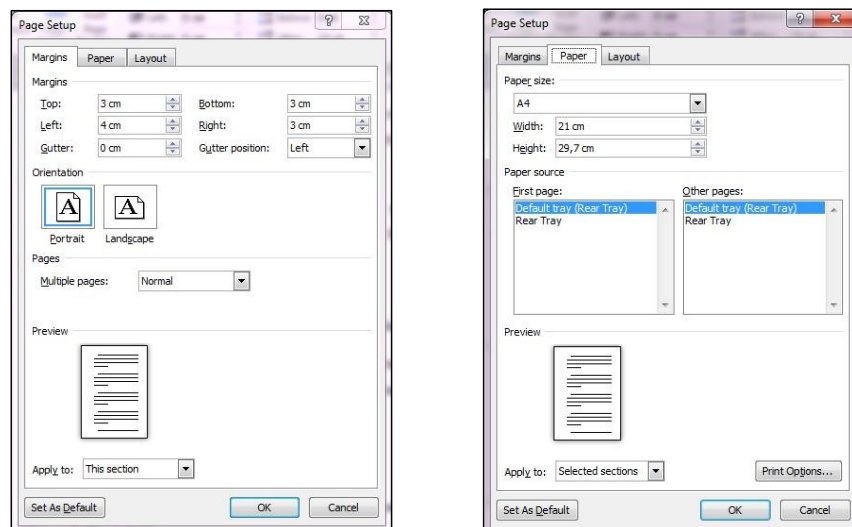 Page Setup
Margins Paper Layout
Margins
Top: 3 cm Bottom: 3 cm
Left: 4 cm Right: 3 cm
Gutter: 0 cm Gutter position: Left
Orientation
A A
Portrait Landscape
Pages
Multiple pages: Normal
Preview
Apply to: This section
Set As Default OK Cancel
Page Setup
Margins Paper Layout
Paper size:
A4
Width: 21 cm
Height: 29,7 cm
Paper source
First page: Other pages:
Default tray (Rear Tray) Default tray (Rear Tray)
Rear Tray Rear Tray
Preview
Apply to: Selected sections Print Options...
Set As Default OK Cancel